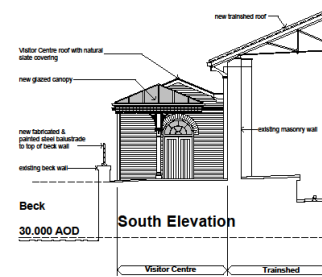 new trainshed roof
Visitor Centre roof with natural
slate covering
new glazed canopy
new fabricated &
painted steel balustrade
to top of beck wall
existing masonry wall
existing beck wall
Beck
South Elevation
30.000 AOD
Visitor Centre
Trainshed